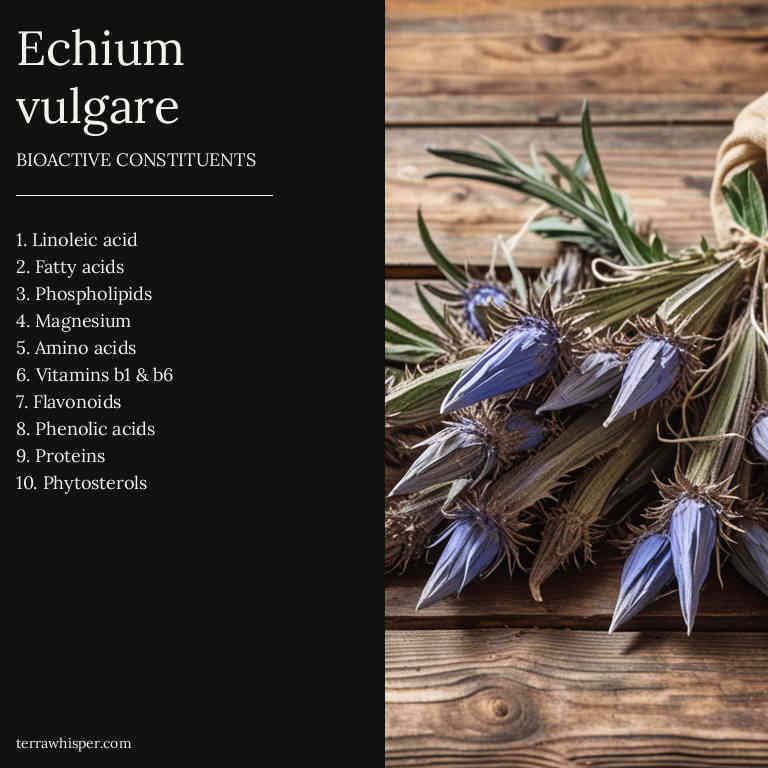 Echium
vulgare
BIOACTIVE CONSTITUENTS
1. Linoleic acid
2. Fatty acids
3. Phospholipids
4. Magnesium
5. Amino acids
6. Vitamins b1 & b6
7. Flavonoids
8. Phenolic acids
9. Proteins
10. Phytosterols
terrawhisper.com